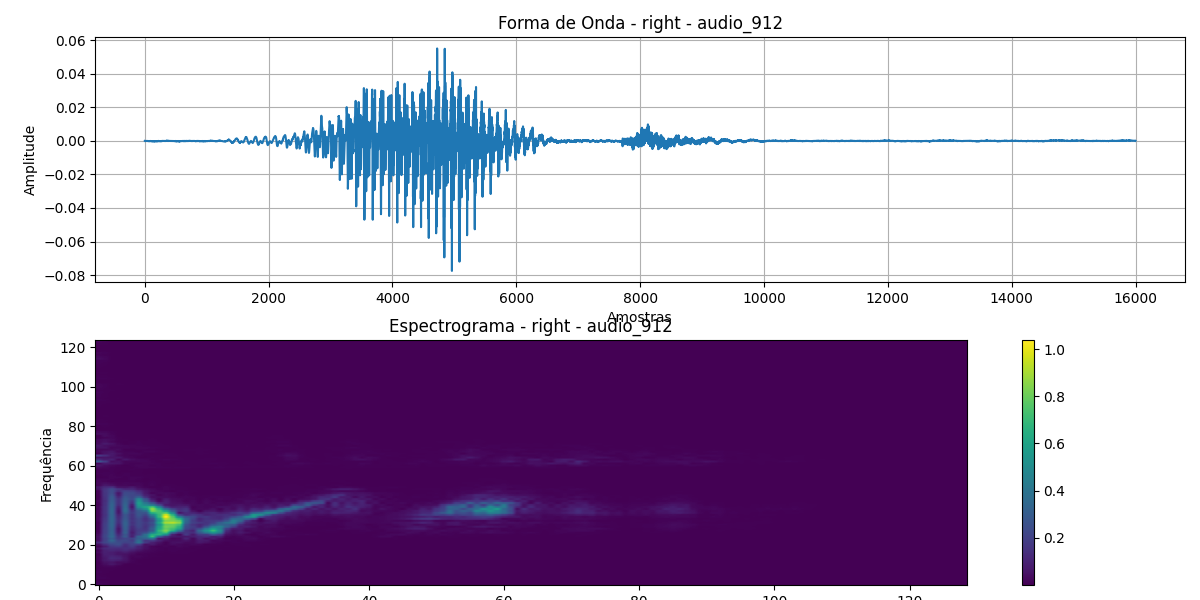 Forma de Onda - right - audio_912
0.06
0.04
0.02
0.00
−0.02
−0.04
−0.06
−0.08
Amplitude
0 2000 4000 6000 8000 10000 12000 14000 16000
Amostras
Espectrograma - right - audio_912
120
100
80
60
40
20
0
Frequência
0 20 40 60 80 100 120
1.0
0.8
0.6
0.4
0.2